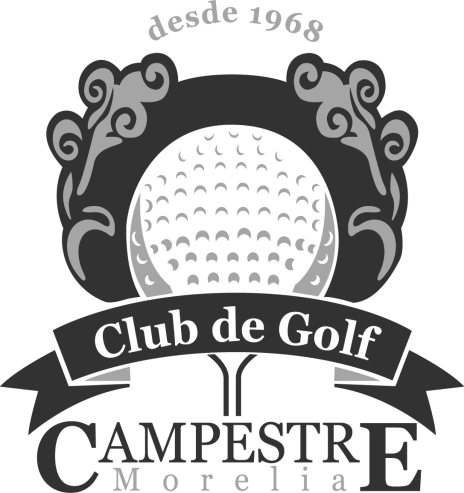 desde 1968
Club de Golf
CAMPESTRE
Morelia